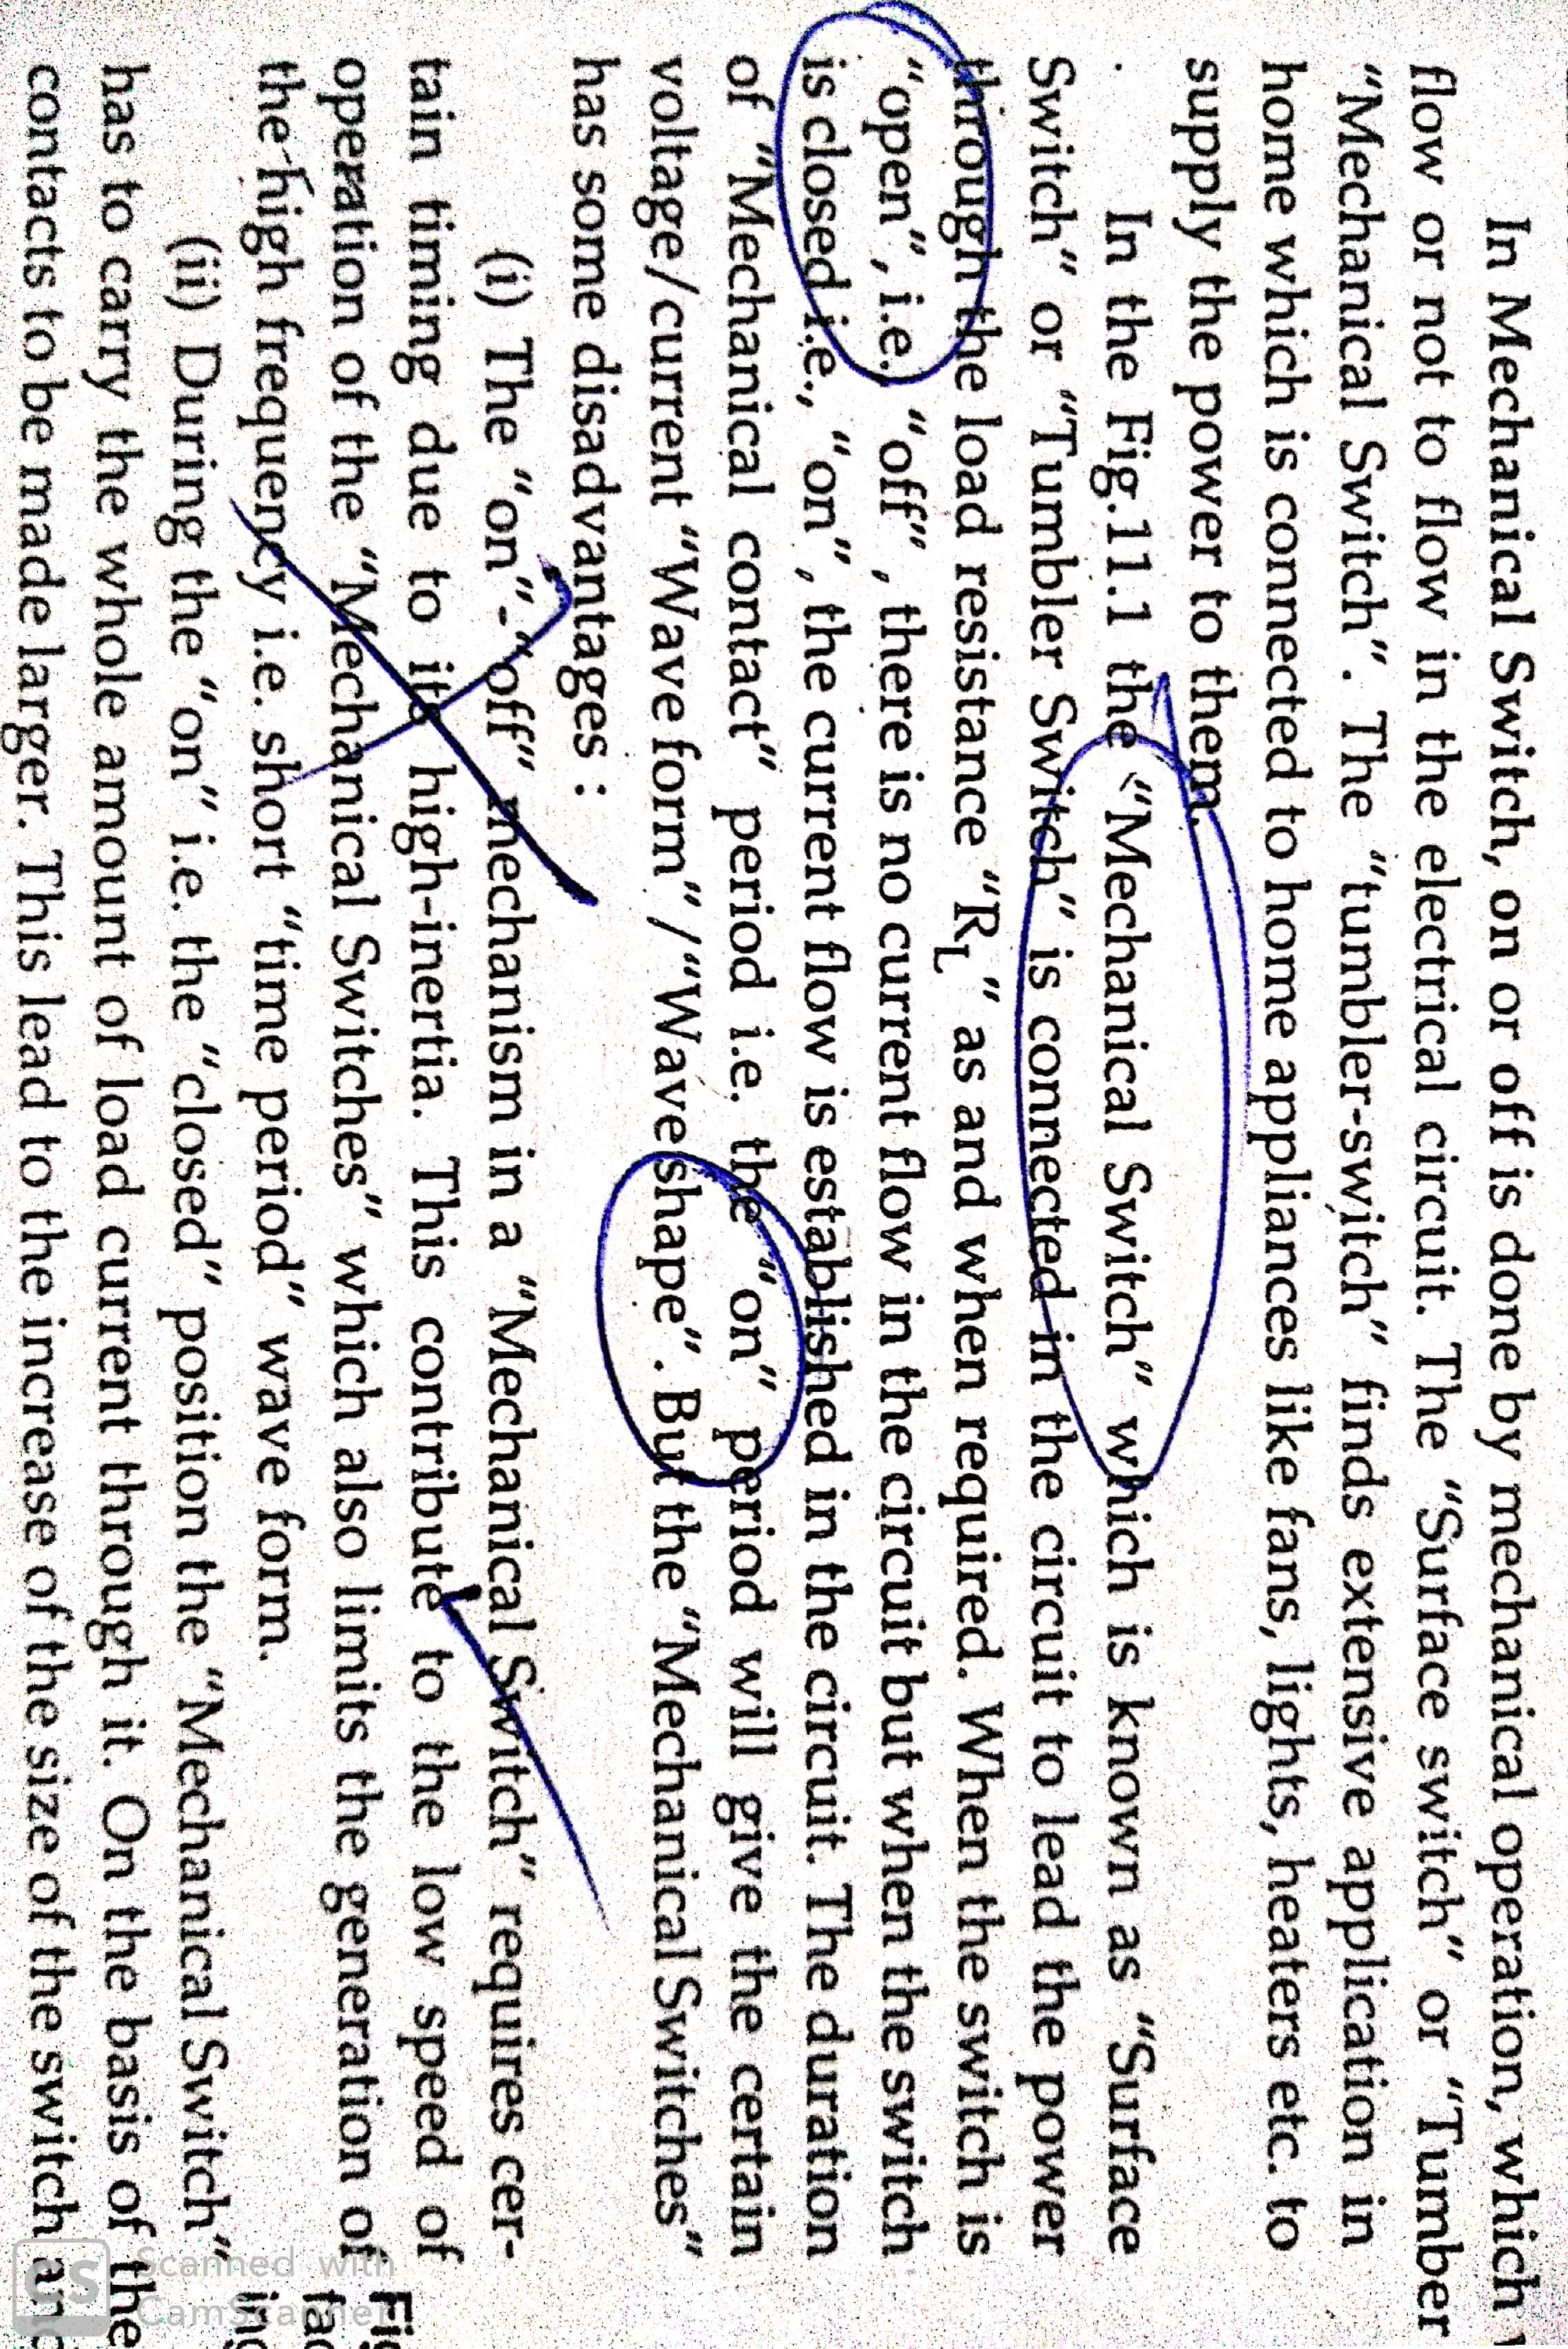 In Mechanical Switch, on or off is done by mechanical operation, which
flow or not to flow in the electrical circuit. The “Surface switch” or “Tumber
“Mechanical Switch”. The “tumbler-switch” finds extensive application in
home which is connected to home appliances like fans, lights, heaters etc. to
supply the power to them.
In the Fig.11.1 the “Mechanical Switch” which is known as “Surface
Switch” or “Tumbler Switch” is connected in the circuit to lead the power
through the load resistance “RL” as and when required. When the switch is
“open”, i.e., “off” , there is no current flow in the circuit but when the switch
is closed i.e., “on”, the current flow is established in the circuit. The duration
of “Mechanical contact” period i.e. the “on” period will give the certain
voltage/current “Wave form”/“Wave shape”. But the “Mechanical Switches”
has some disadvantages :
(i) The “on”-“off” mechanism in a “Mechanical Switch” requires cer-
tain timing due to its high-inertia. This contribute to the low speed of
operation of the “Mechanical Switches” which also limits the generation of
the high frequency i.e. short “time period” wave form.
(ii) During the “on” i.e. the “closed” position the “Mechanical Switch”
has to carry the whole amount of load current through it. On the basis of the
contacts to be made larger. This lead to the increase of the size of the switch
Scanned with
CamScanner
CS